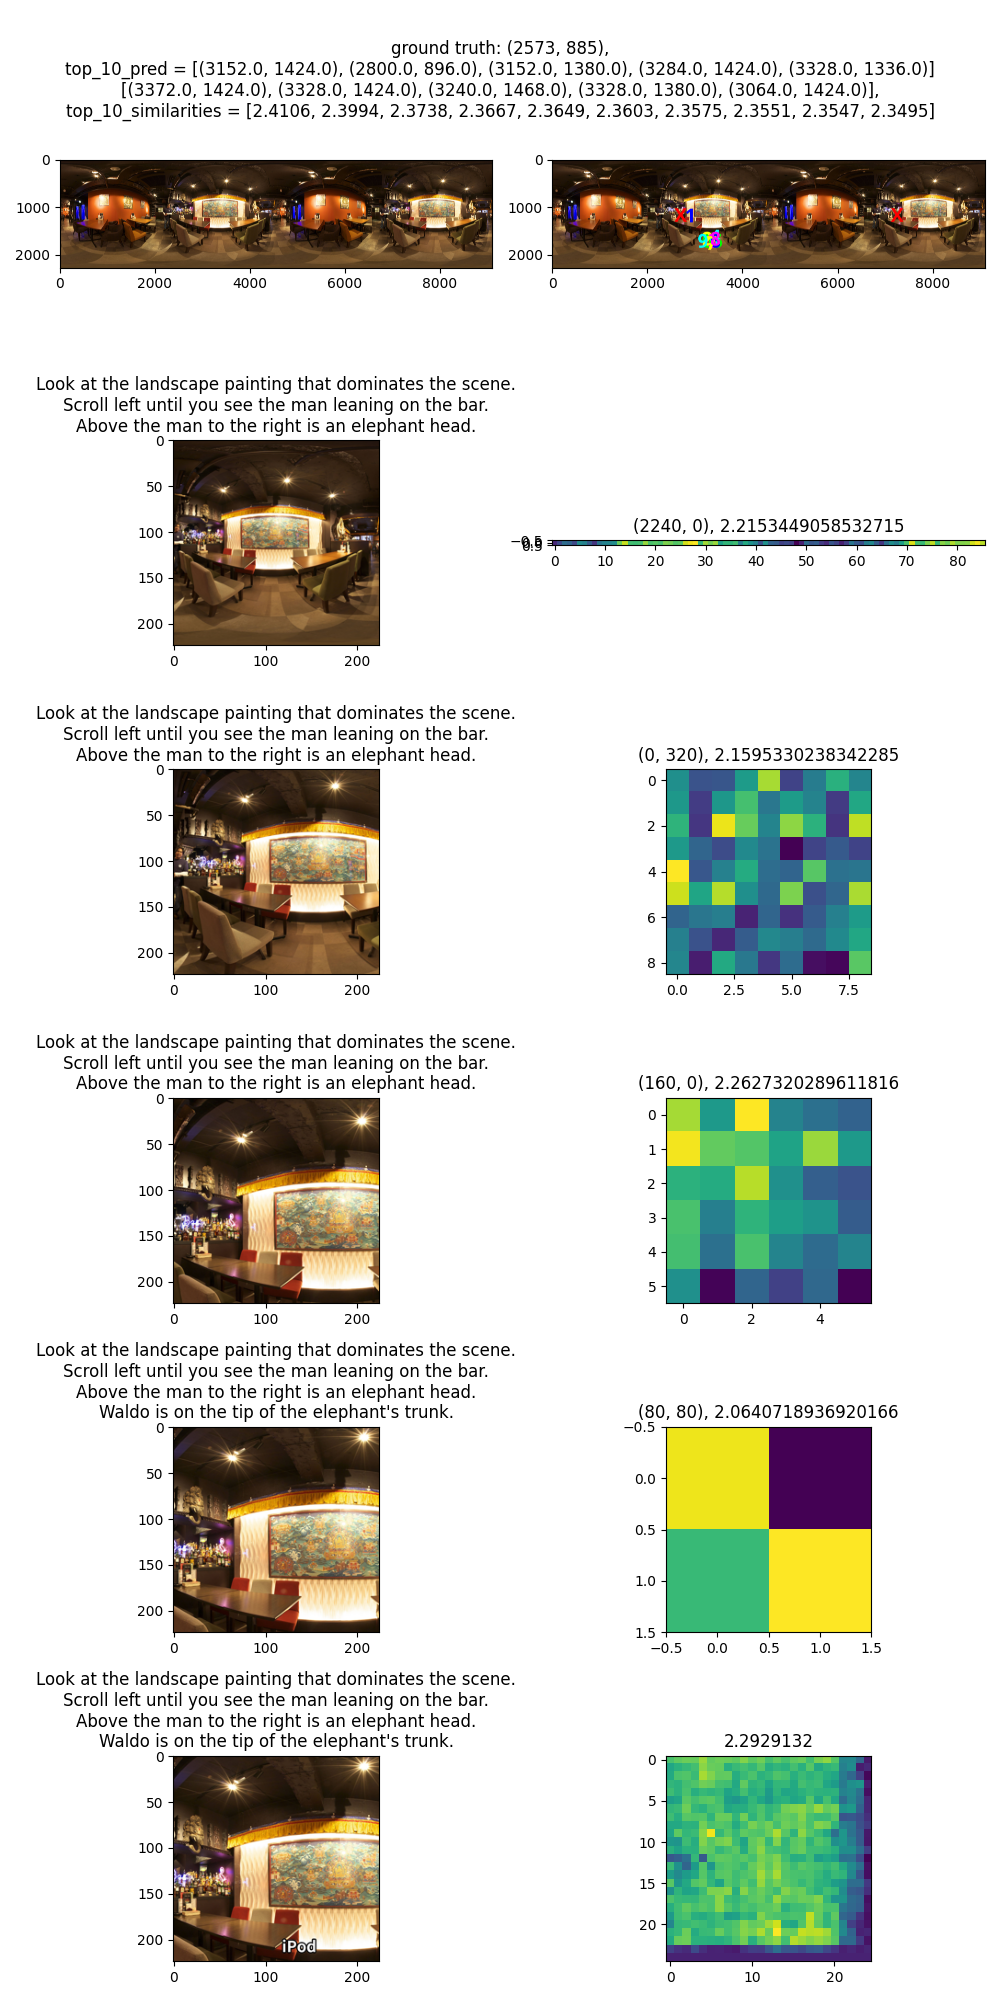 ground truth: (2573, 885),
top_10_pred = [(3152.0, 1424.0), (2800.0, 896.0), (3152.0, 1380.0), (3284.0, 1424.0), (3328.0, 1336.0)]
[(3372.0, 1424.0), (3328.0, 1424.0), (3240.0, 1468.0), (3328.0, 1380.0), (3064.0, 1424.0)],
top_10_similarities = [2.4106, 2.3994, 2.3738, 2.3667, 2.3649, 2.3603, 2.3575, 2.3551, 2.3547, 2.3495]
0
1000
2000
0 2000 4000 6000 8000
0
1000
2000
1
0 2000 4000 6000 8000
Look at the landscape painting that dominates the scene.
Scroll left until you see the man leaning on the bar.
Above the man to the right is an elephant head.
0
50
100
150
200
0 100 200
(2240, 0), 2.2153449058532715
0 10 20 30 40 50 60 70 80
Look at the landscape painting that dominates the scene.
Scroll left until you see the man leaning on the bar.
Above the man to the right is an elephant head.
0
50
100
150
200
0 100 200
(0, 320), 2.1595330238342285
0
2
4
6
8
0.0 2.5 5.0 7.5
Look at the landscape painting that dominates the scene.
Scroll left until you see the man leaning on the bar.
Above the man to the right is an elephant head.
0
50
100
150
200
0 100 200
(160, 0), 2.2627320289611816
0
1
2
3
4
5
0 2 4
Look at the landscape painting that dominates the scene.
Scroll left until you see the man leaning on the bar.
Above the man to the right is an elephant head.
Waldo is on the tip of the elephant's trunk.
0
50
100
150
200
0 100 200
(80, 80), 2.0640718936920166
−0.5
0.0
0.5
1.0
1.5
−0.5 0.0 0.5 1.0 1.5
Look at the landscape painting that dominates the scene.
Scroll left until you see the man leaning on the bar.
Above the man to the right is an elephant head.
Waldo is on the tip of the elephant's trunk.
0
50
100
150
200
iPod
0 100 200
2.2929132
0
5
10
15
20
0 10 20